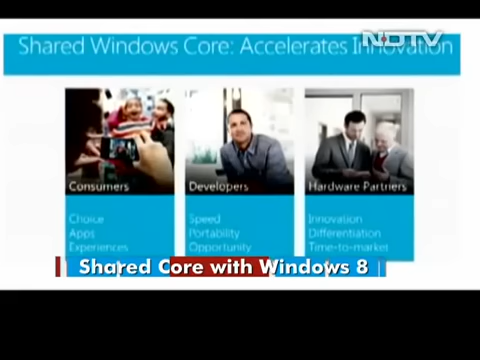 NDTV
Shared Windows Core: Accelerates Innovation
Consumers
Developers
Hardware Partners
Choice
Apps
Experiences
Speed
Portability
Opportunity
Innovation
Differentiation
Time-to-market
Shared Core with Windows 8